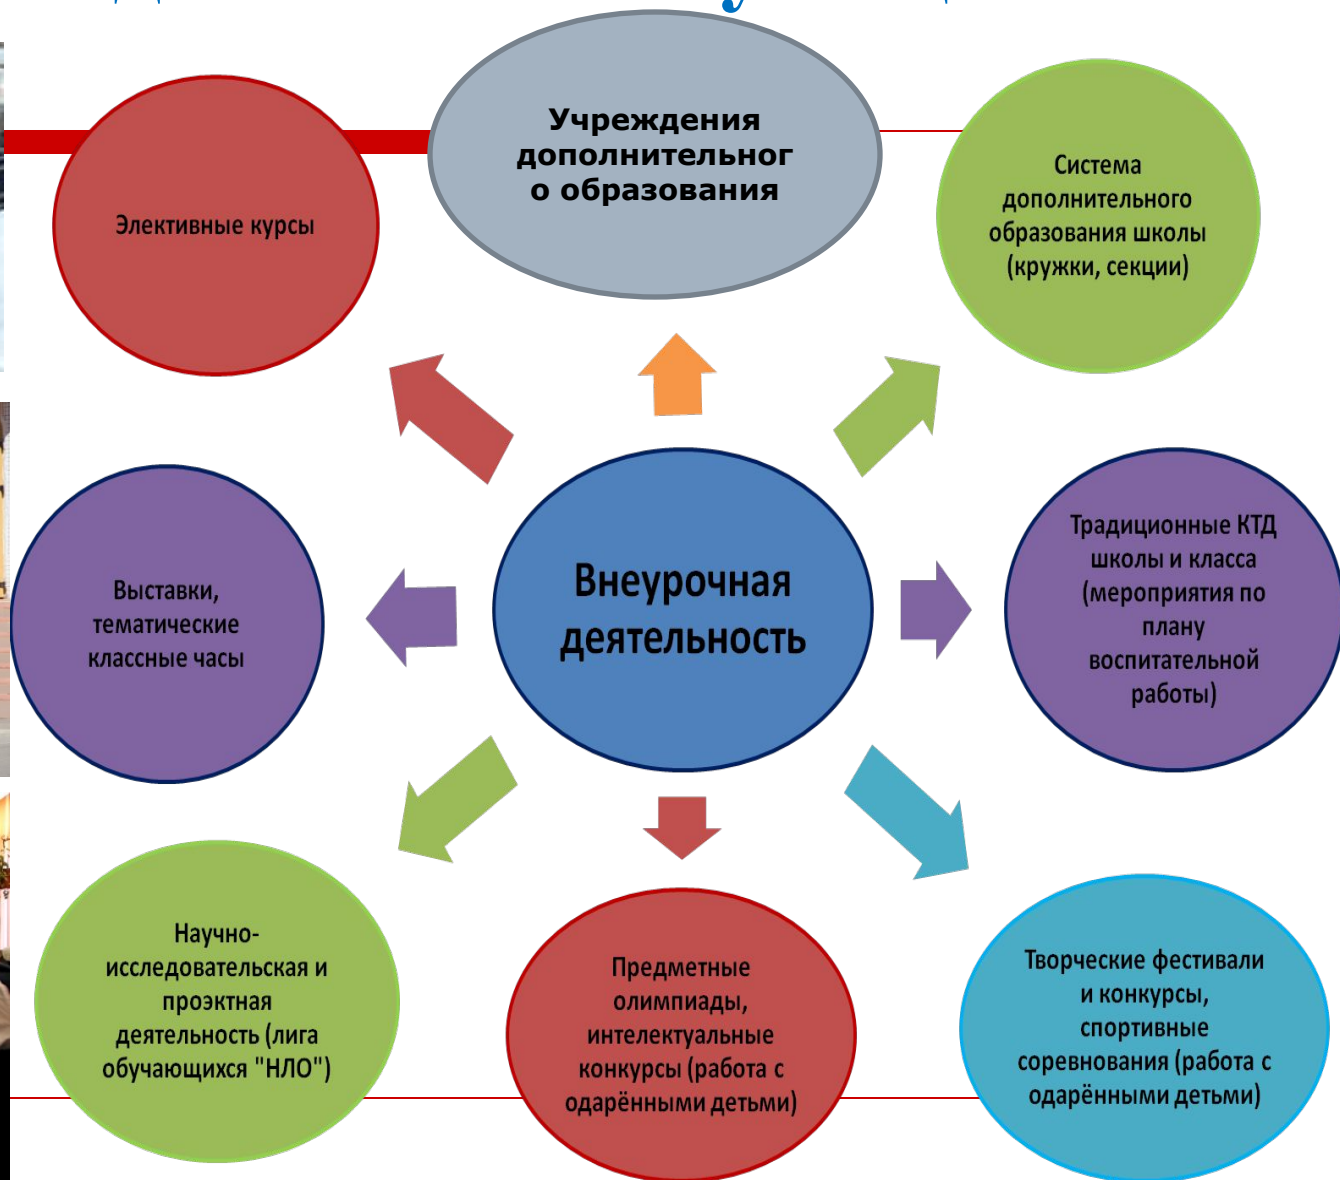 Учреждения
дополнительног
о образования
Элективные курсы
Система
дополнительного
образования школы
(кружки, секции)
Внеурочная
деятельность
Выставки,
тематические
классные часы
Традиционные КТД
школы и класса
(мероприятия по
плану
воспитательной
работы)
Научно-
исследовательская и
проэктная
деятельность (лига
обучающихся "НЛО")
Предметные
олимпиады,
интелектуальные
конкурсы (работа с
одарёнными детьми)
Творческие фестивали
и конкурсы,
спортивные
соревнования (работа с
одарёнными детьми)